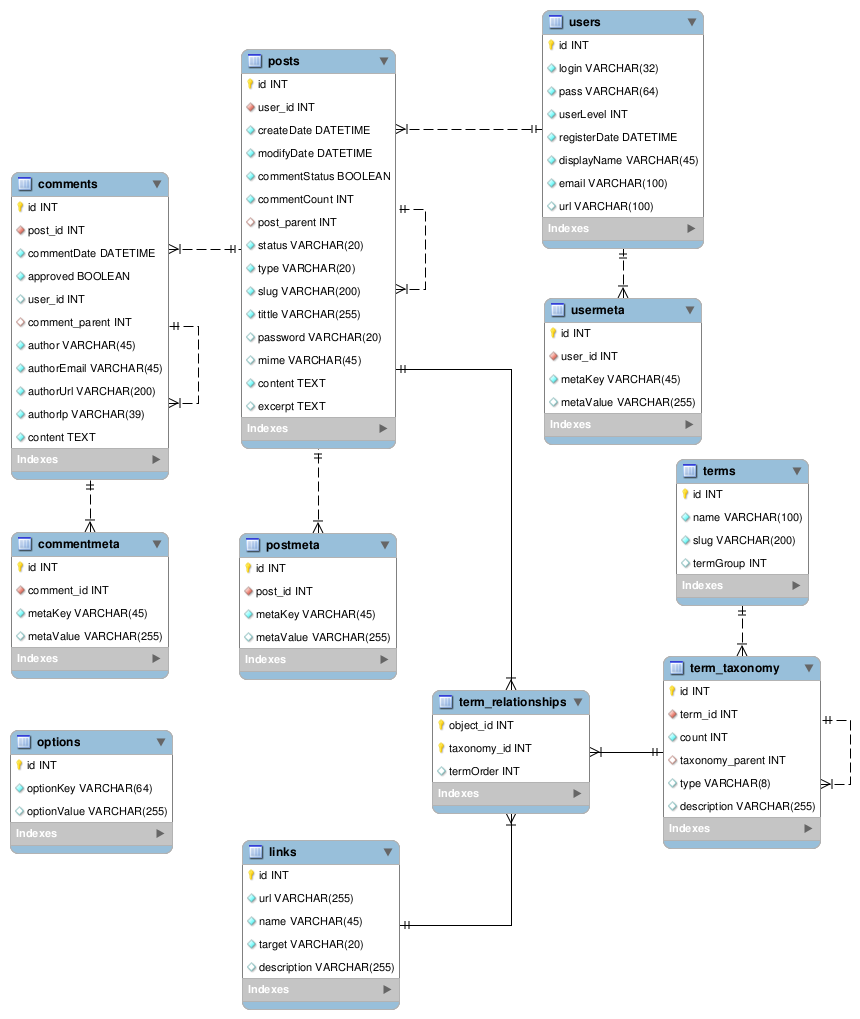 users
id INT
login VARCHAR(32)
pass VARCHAR(64)
userLevel INT
registerDate DATETIME
displayName VARCHAR(45)
email VARCHAR(100)
url VARCHAR(100)
Indexes
posts
id INT
user_id INT
createDate DATETIME
modifyDate DATETIME
commentStatus BOOLEAN
commentCount INT
post_parent INT
status VARCHAR(20)
type VARCHAR(20)
slug VARCHAR(200)
tittle VARCHAR(255)
password VARCHAR(20)
mime VARCHAR(45)
content TEXT
excerpt TEXT
Indexes
comments
id INT
post_id INT
commentDate DATETIME
approved BOOLEAN
user_id INT
comment_parent INT
author VARCHAR(45)
authorEmail VARCHAR(45)
authorUrl VARCHAR(200)
authorIp VARCHAR(39)
content TEXT
Indexes
usermeta
id INT
user_id INT
metaKey VARCHAR(45)
metaValue VARCHAR(255)
Indexes
terms
id INT
name VARCHAR(100)
slug VARCHAR(200)
termGroup INT
Indexes
commentmeta
id INT
comment_id INT
metaKey VARCHAR(45)
metaValue VARCHAR(255)
Indexes
postmeta
id INT
post_id INT
metaKey VARCHAR(45)
metaValue VARCHAR(255)
Indexes
term_taxonomy
id INT
term_id INT
count INT
taxonomy_parent INT
type VARCHAR(8)
description VARCHAR(255)
Indexes
term_relationships
object_id INT
taxonomy_id INT
termOrder INT
Indexes
options
id INT
optionKey VARCHAR(64)
optionValue VARCHAR(255)
Indexes
links
id INT
url VARCHAR(255)
name VARCHAR(45)
target VARCHAR(20)
description VARCHAR(255)
Indexes